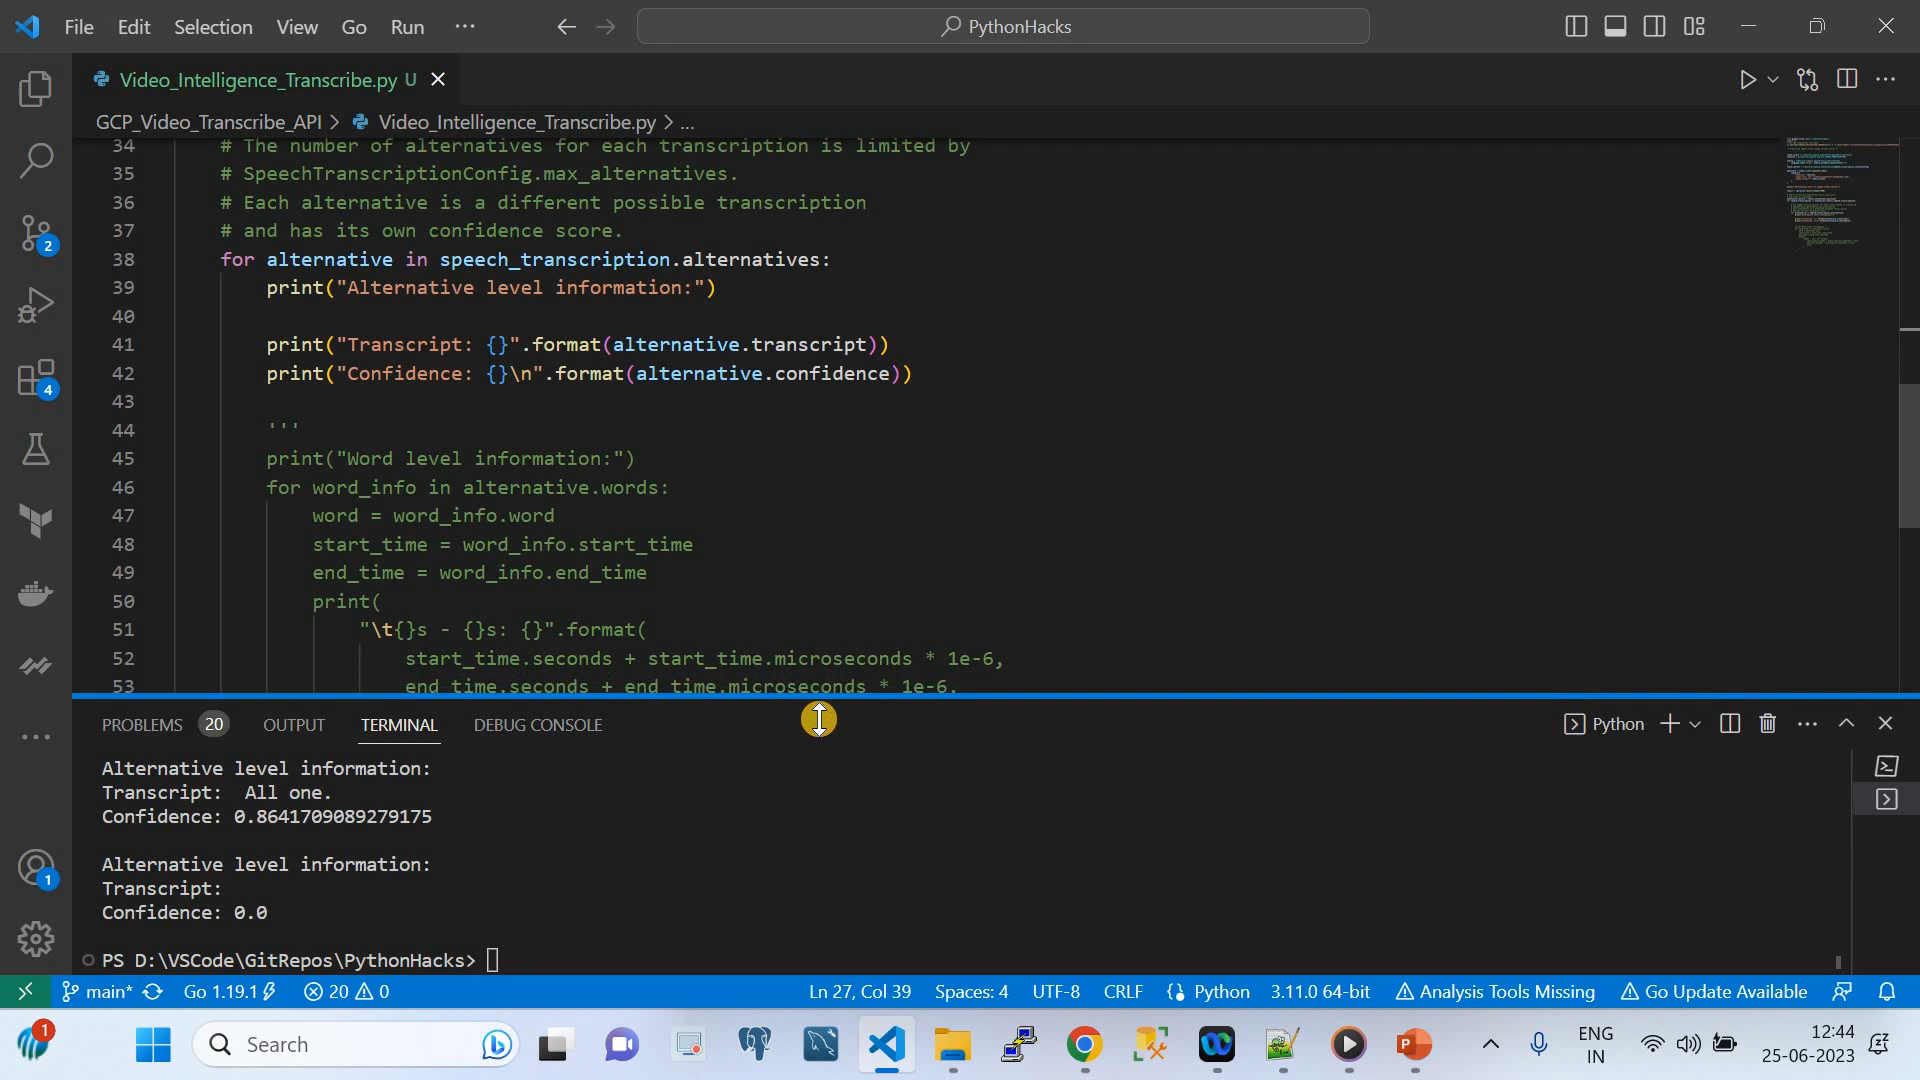 File Edit Selection View Go Run ... PythonHacks
Video_Intelligence_Transcribe.py U
GCP_Video_Transcribe_API > Video_Intelligence_Transcribe.py > ...
34 # The number of alternatives for each transcription is limited by
35 # SpeechTranscriptionConfig.max_alternatives.
36 # Each alternative is a different possible transcription
37 # and has its own confidence score.
38 for alternative in speech_transcription.alternatives:
39 print("Alternative level information:")
40
41 print("Transcript: {}".format(alternative.transcript))
42 print("Confidence: {}\n".format(alternative.confidence))
43
44 '''
45 print("Word level information:")
46 for word_info in alternative.words:
47 word = word_info.word
48 start_time = word_info.start_time
49 end_time = word_info.end_time
50 print(
51 "\t{}s - {}s: {}".format(
52 start_time.seconds + start_time.microseconds * 1e-6,
53 end_time.seconds + end_time.microseconds * 1e-6,
2
4
1
PROBLEMS 20 OUTPUT TERMINAL DEBUG CONSOLE Python
Alternative level information:
Transcript:  All one.
Confidence: 0.8641709089279175
Alternative level information:
Transcript:
Confidence: 0.0
PS D:\VSCode\GitRepos\PythonHacks>
main* Go 1.19.1 20 0 Ln 27, Col 39 Spaces: 4 UTF-8 CRLF Python 3.11.0 64-bit Analysis Tools Missing Go Update Available
1 Search ENG 12:44
IN 25-06-2023